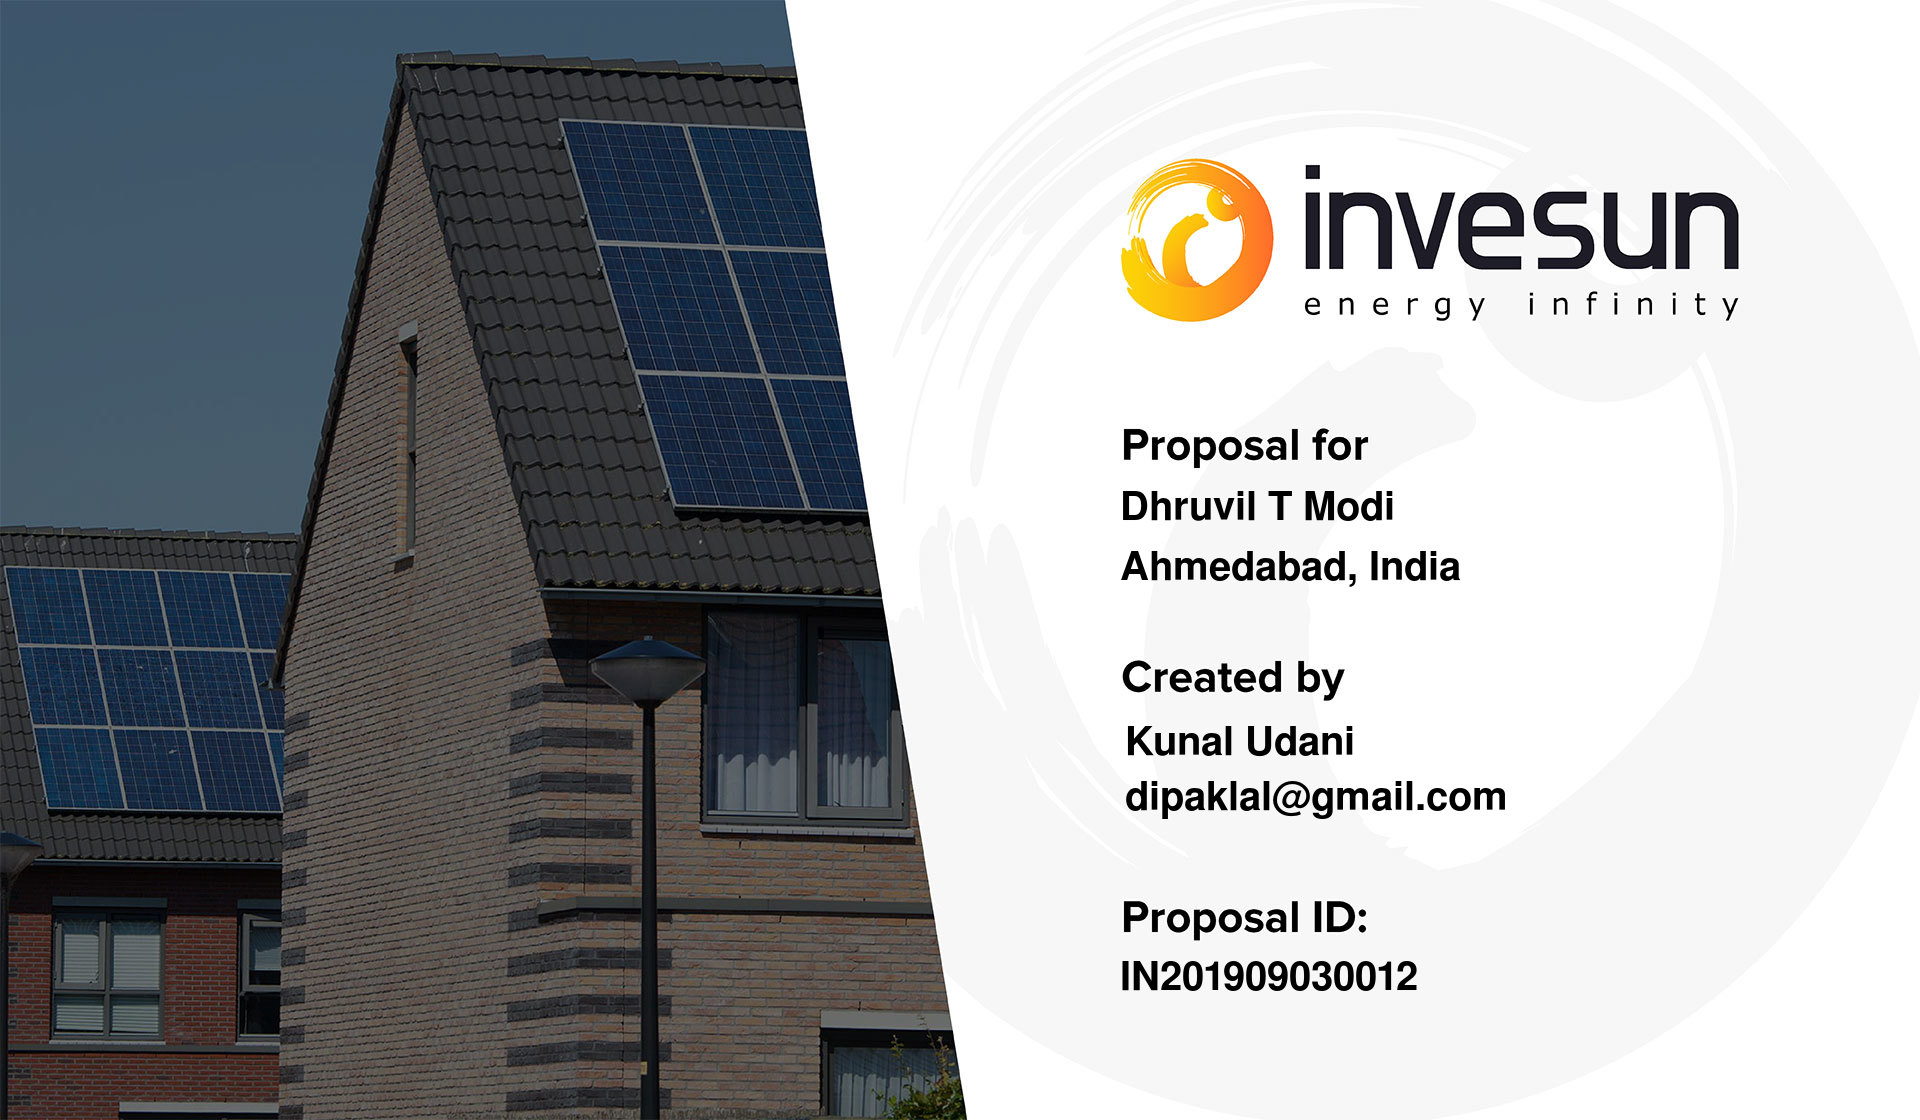 invesun
energy infinity
Proposal for
Dhruvil T Modi
Ahmedabad, India
Created by
Kunal Udani
dipaklal@gmail.com
Proposal ID:
IN201909030012